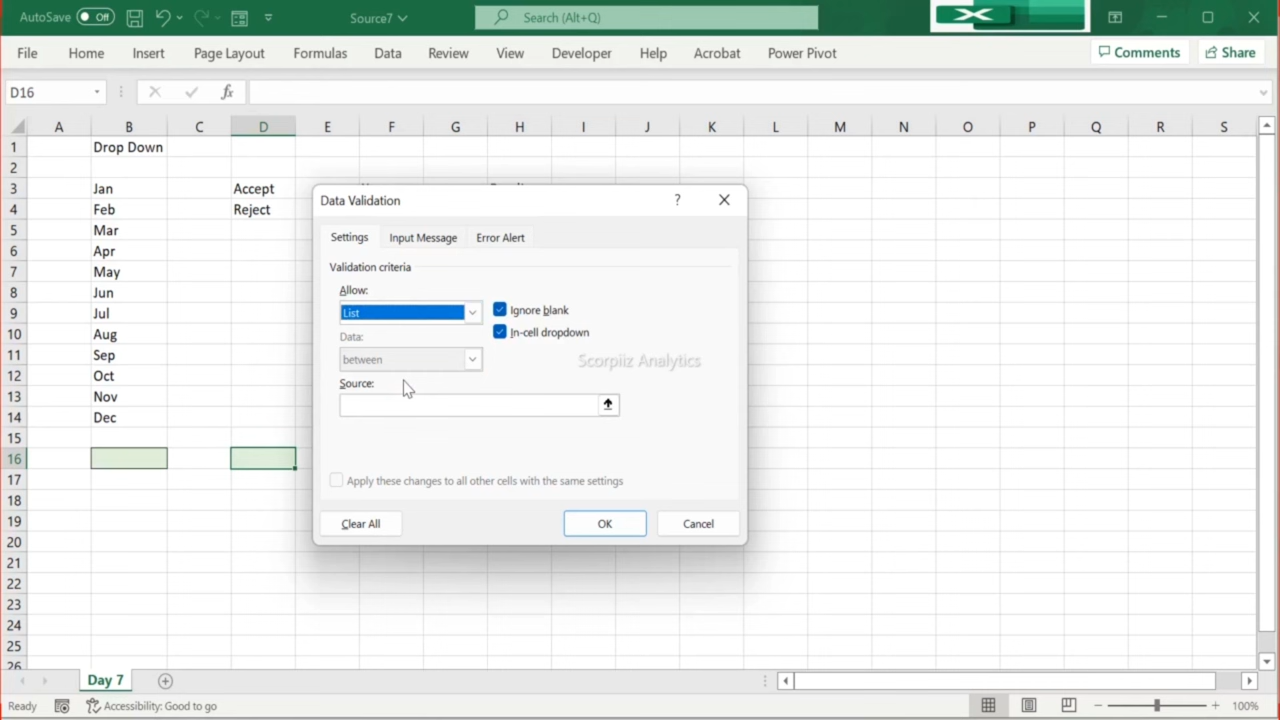 AutoSave Off Source7 Search (Alt+Q)
File Home Insert Page Layout Formulas Data Review View Developer Help Acrobat Power Pivot Comments Share
D16 fx
A B C D E F G H I J K L M N O P Q R S
1 Drop Down
2
3 Jan Accept
4 Feb Reject
5 Mar
6 Apr
7 May
8 Jun
9 Jul
10 Aug
11 Sep
12 Oct
13 Nov
14 Dec
15
16
17
18
19
20
21
22
23
24
25
26
Data Validation ?
Settings Input Message Error Alert
Validation criteria
Allow:
List Ignore blank
Data: In-cell dropdown
between Scorpiiz Analytics
Source:
Apply these changes to all other cells with the same settings
Clear All OK Cancel
Day 7
Ready Accessibility: Good to go 100%